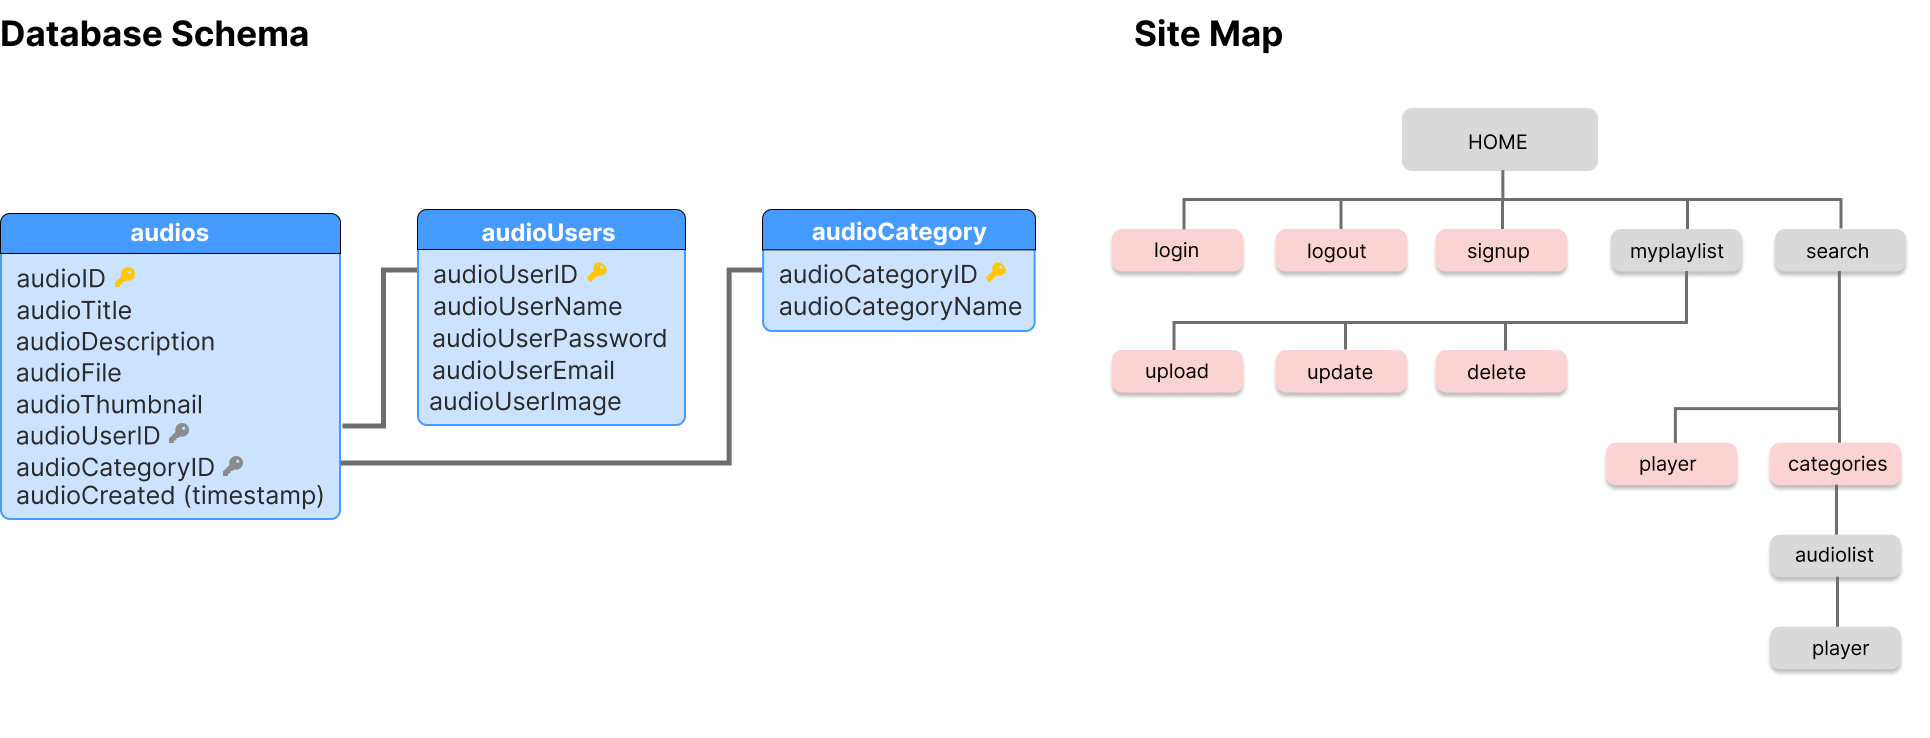 Database Schema
audios
audioID
audioTitle
audioDescription
audioFile
audioThumbnail
audioUserID
audioCategoryID
audioCreated (timestamp)
audioUsers
audioUserID
audioUserName
audioUserPassword
audioUserEmail
audioUserImage
audioCategory
audioCategoryID
audioCategoryName
Site Map
HOME
login
logout
signup
myplaylist
search
upload
update
delete
player
categories
audiolist
player